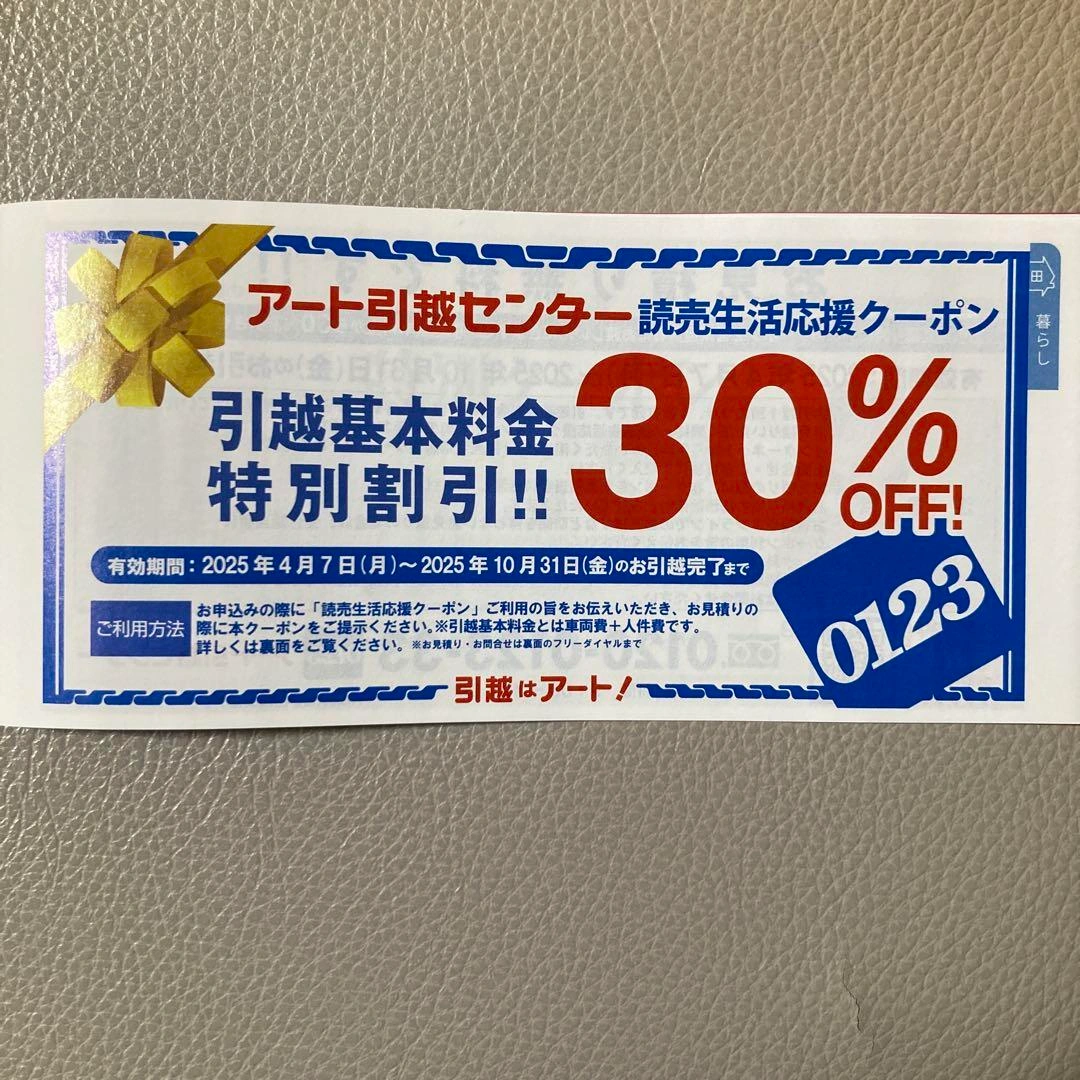 アート引越センター 読売生活応援クーポン
引越基本料金
特別割引!!
30%
OFF!
有効期間：2025年4月7日(月)〜2025年10月31日(金)のお引越完了まで
ご利用方法
お申込みの際に「読売生活応援クーポン」ご利用の旨をお伝えいただき、お見積りの
際に本クーポンをご提示ください。※引越基本料金とは車両費＋人件費です。
詳しくは裏面をご覧ください。※お見積り・お問合せは裏面のフリーダイヤルまで
0123
引越はアート!
暮らし